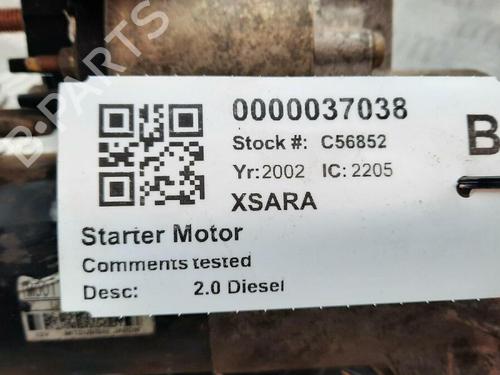 B-PARTS
0000037038
B
Stock #: C56852
Yr:2002 IC: 2205
XSARA
Starter Motor
Comments tested
Desc: 2.0 Diesel